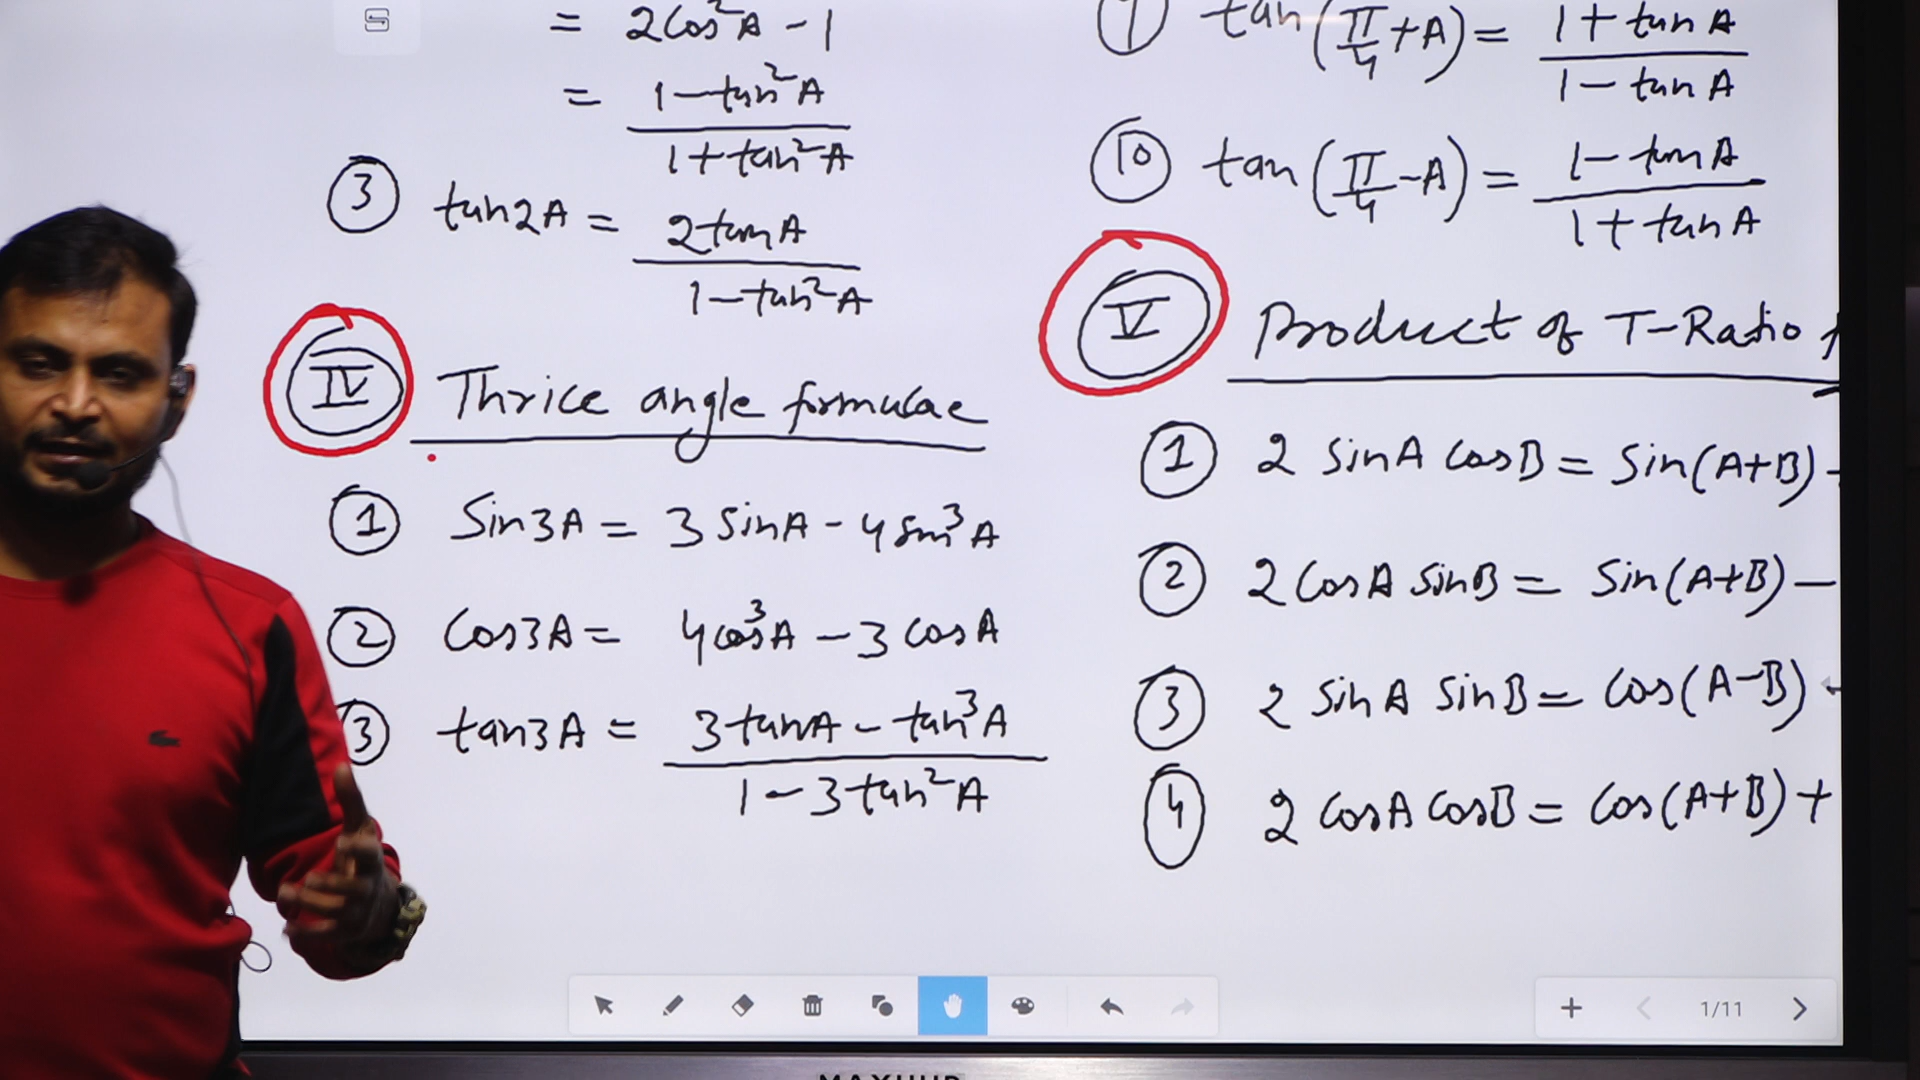 = 2cos²A - 1
= (1 - tan²A)/(1 + tan²A)
③ tan2A = (2tanA)/(1 - tan²A)
IV Thrice angle formulae
① Sin3A = 3 sinA - 4 sin³A
② Cos3A = 4cos³A - 3 cosA
③ tan3A = (3tanA - tan³A)/(1 - 3tan²A)
tan(π/4 + A) = (1 + tanA)/(1 - tanA)
⑩ tan(π/4 - A) = (1 - tanA)/(1 + tanA)
V Product of T-Ratio
① 2 sinA cosB = Sin(A+B)
② 2 cosA sinB = Sin(A+B) -
③ 2 sinA sinB = cos(A-B)
④ 2 cosA cosB = cos(A+B) +
1/11